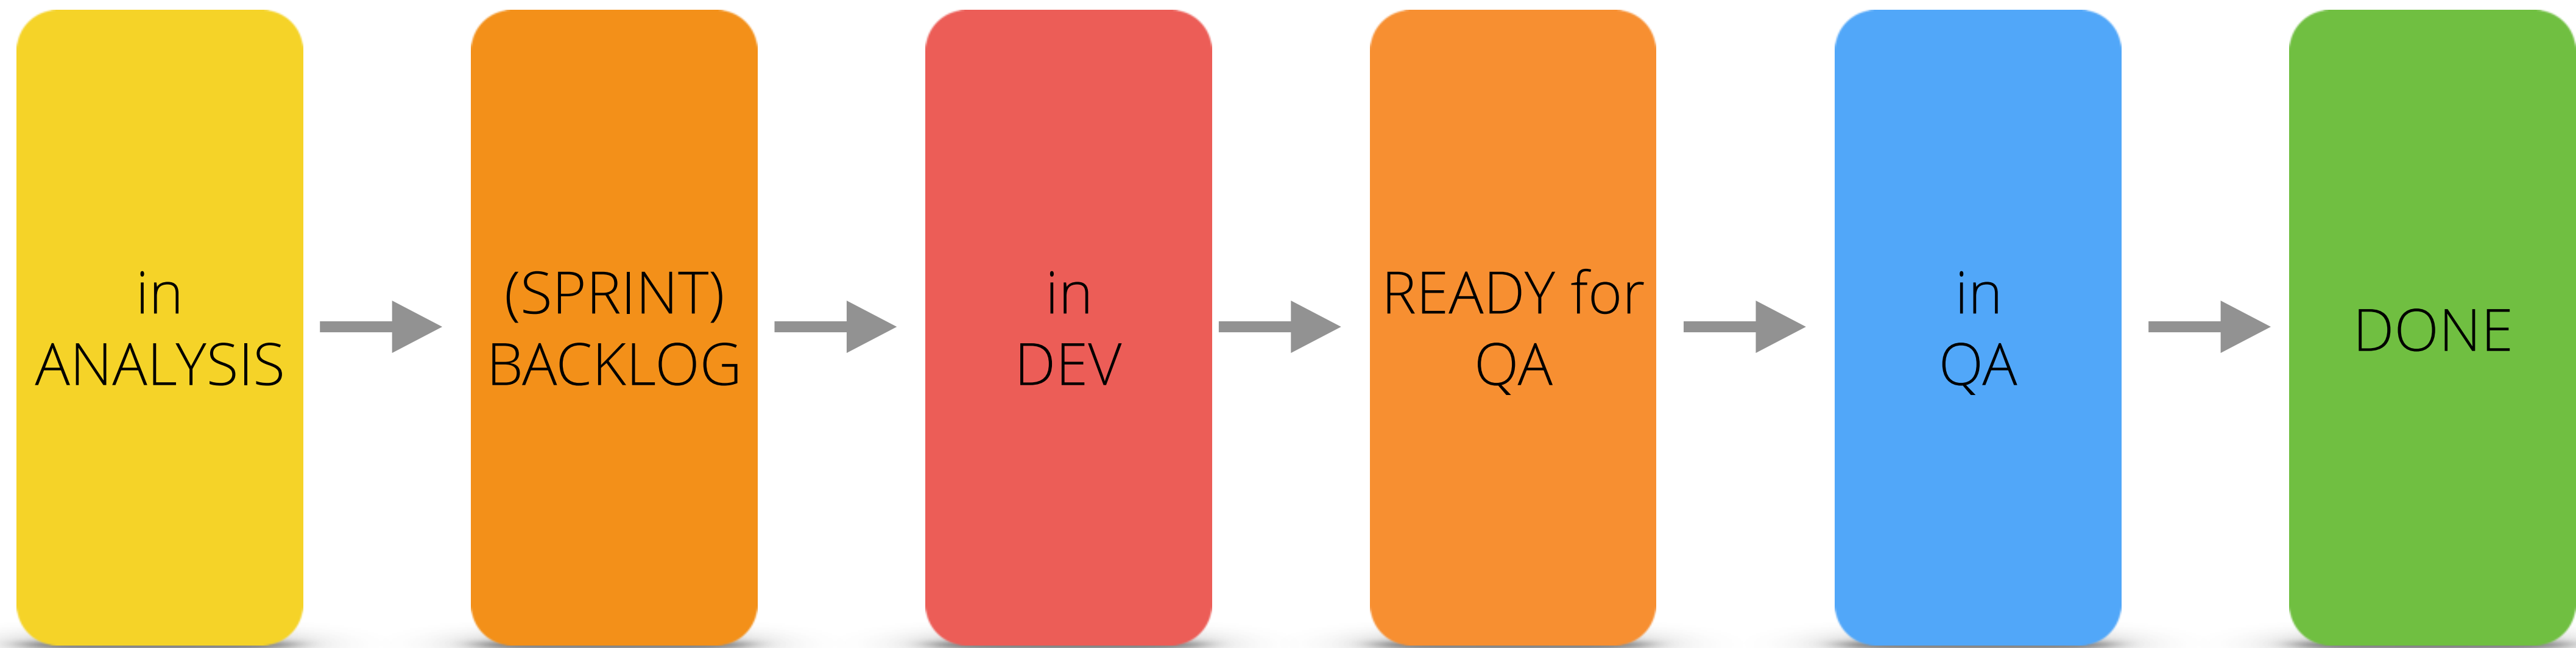 in
ANALYSIS
(SPRINT)
BACKLOG
in
DEV
READY for
QA
in
QA
DONE